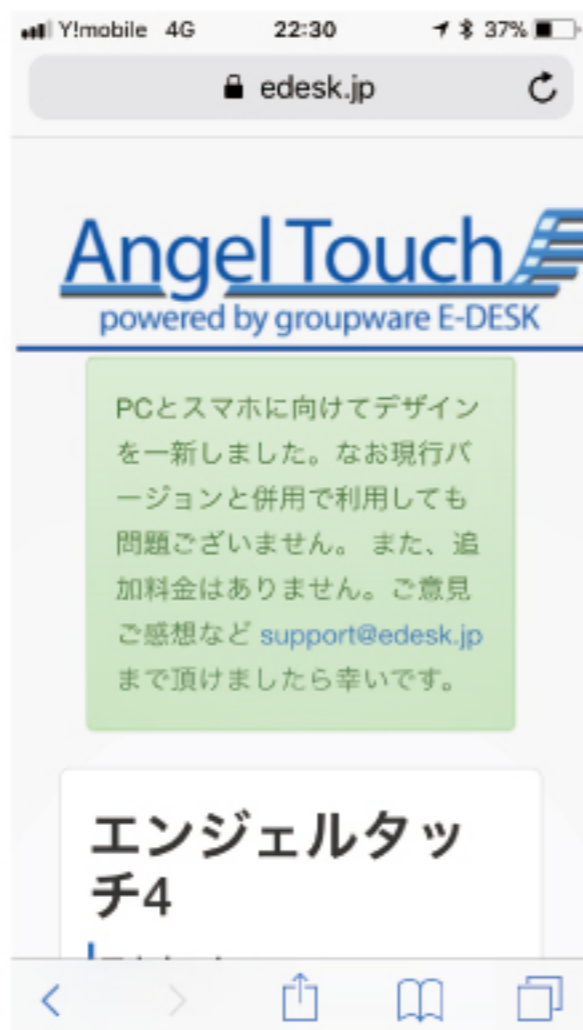 Y!mobile 4G 22:30 37%
edesk.jp
Angel Touch
powered by groupware E-DESK
PCとスマホに向けてデザイン
を一新しました。なお現行バ
ージョンと併用で利用しても
問題ございません。 また、追
加料金はありません。ご意見
ご感想など support@edesk.jp
まで頂けましたら幸いです。
エンジェルタッ
チ4